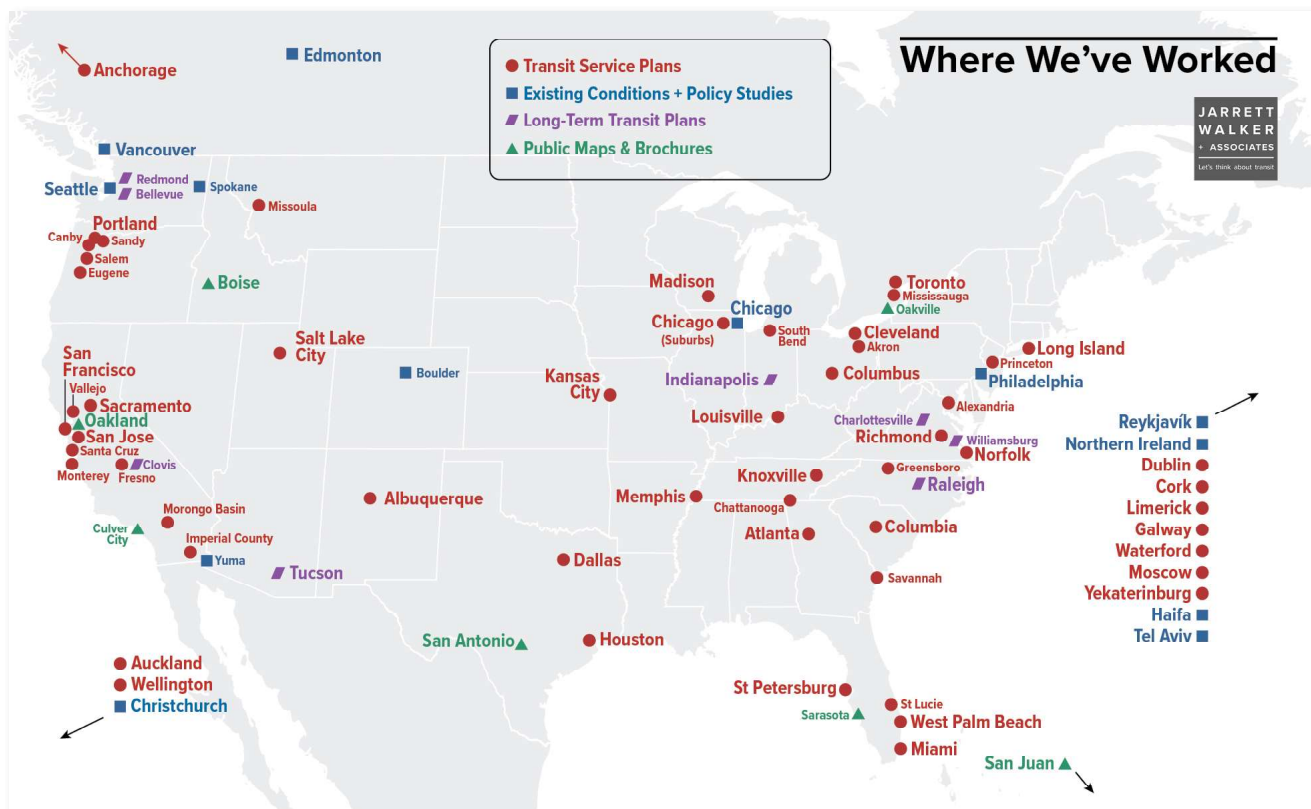 Where We've Worked
JARRETT
WALKER
+ ASSOCIATES
Let's think about transit
Transit Service Plans
Existing Conditions + Policy Studies
Long-Term Transit Plans
Public Maps & Brochures
Anchorage
Edmonton
Vancouver
Seattle
Redmond
Bellevue
Spokane
Missoula
Portland
Canby
Sandy
Salem
Eugene
Boise
Salt Lake
City
Boulder
San
Francisco
Vallejo
Sacramento
Oakland
San Jose
Santa Cruz
Monterey
Fresno
Clovis
Culver
City
Morongo Basin
Imperial County
Yuma
Tucson
Albuquerque
Kansas
City
Dallas
San Antonio
Houston
Madison
Chicago
Chicago
(Suburbs)
South
Bend
Indianapolis
Louisville
Knoxville
Memphis
Chattanooga
Atlanta
Toronto
Mississauga
Oakville
Cleveland
Akron
Columbus
Long Island
Princeton
Philadelphia
Alexandria
Charlottesville
Richmond
Williamsburg
Norfolk
Greensboro
Raleigh
Columbia
Savannah
St Petersburg
Sarasota
St Lucie
West Palm Beach
Miami
San Juan
Reykjavík
Northern Ireland
Dublin
Cork
Limerick
Galway
Waterford
Moscow
Yekaterinburg
Haifa
Tel Aviv
Auckland
Wellington
Christchurch